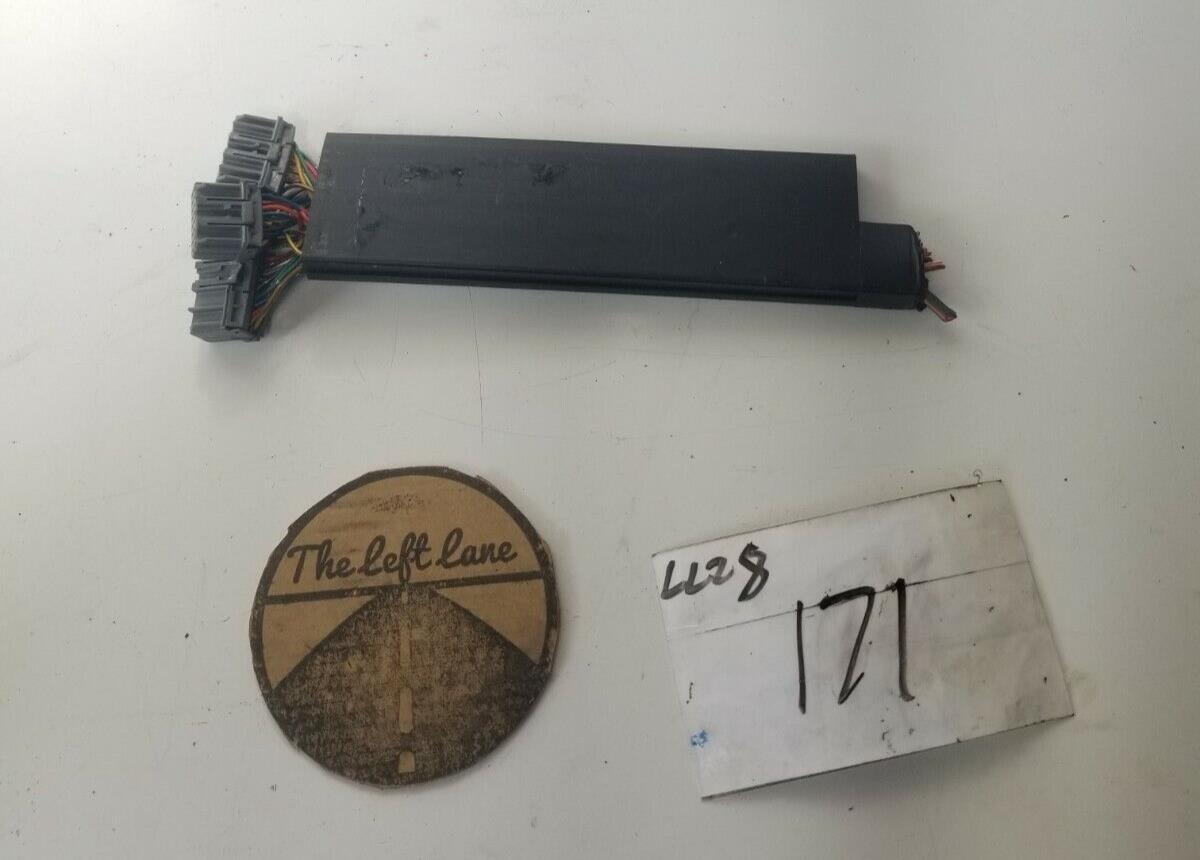 The left lane
LL28
171